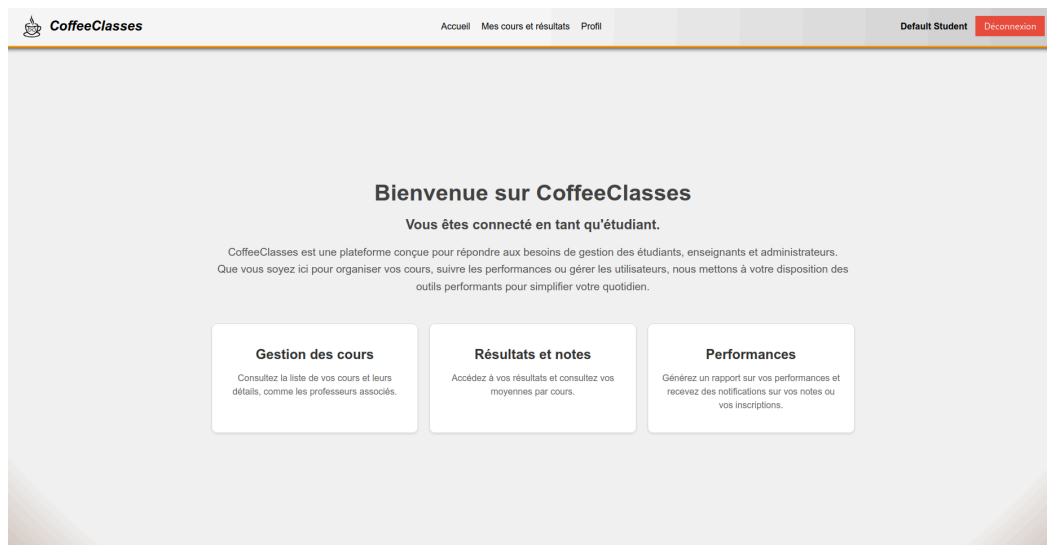 CoffeeClasses
Accueil Mes cours et résultats Profil
Default Student Déconnexion
Bienvenue sur CoffeeClasses
Vous êtes connecté en tant qu'étudiant.
CoffeeClasses est une plateforme conçue pour répondre aux besoins de gestion des étudiants, enseignants et administrateurs.
Que vous soyez ici pour organiser vos cours, suivre les performances ou gérer les utilisateurs, nous mettons à votre disposition des
outils performants pour simplifier votre quotidien.
Gestion des cours
Consultez la liste de vos cours et leurs
détails, comme les professeurs associés.
Résultats et notes
Accédez à vos résultats et consultez vos
moyennes par cours.
Performances
Générez un rapport sur vos performances et
recevez des notifications sur vos notes ou
vos inscriptions.